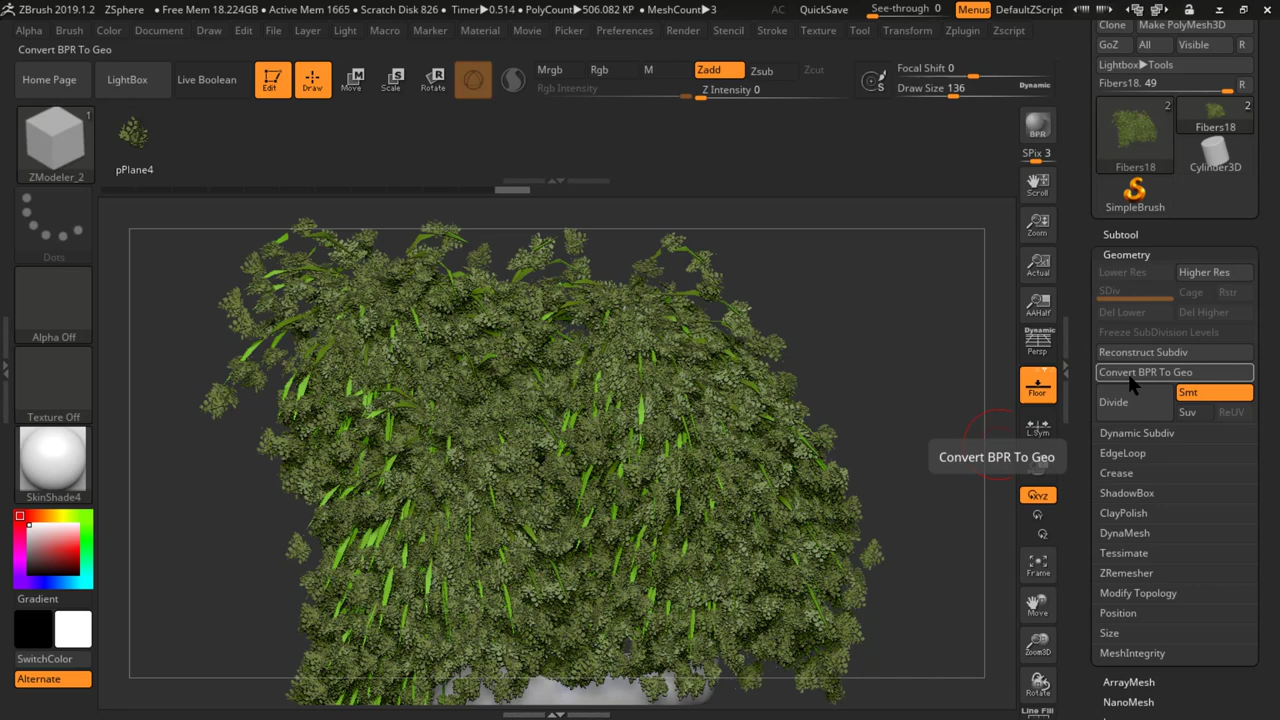 ZBrush 2019.1.2 ZSphere • Free Mem 18.224GB • Active Mem 1665 • Scratch Disk 826 • Timer▶0.514 • PolyCount▶506.082 KP • MeshCount▶3 AC QuickSave See-through 0 Menus DefaultZScript
Alpha Brush Color Document Draw Edit File Layer Light Macro Marker Material Movie Picker Preferences Render Stencil Stroke Texture Tool Transform Zplugin Zscript
Convert BPR To Geo
Home Page LightBox Live Boolean Edit Draw Move Scale Rotate
Mrgb Rgb M Zadd Zsub Zcut
Rgb Intensity Z Intensity 0
Focal Shift 0
Draw Size 136 Dynamic
1
ZModeler_2
Dots
Alpha Off
Texture Off
SkinShade4
Gradient
SwitchColor
Alternate
pPlane4
BPR
SPix 3
Scroll
Zoom
Actual
AAHalf
Dynamic
Persp
Floor
L.Sym
XYZ
Frame
Move
Zoom3D
Rotate
Line Fill
Convert BPR To Geo
Clone Make PolyMesh3D
GoZ All Visible R
Lightbox▶Tools
Fibers18. 49 R
2 2
Fibers18
Fibers18 Cylinder3D
SimpleBrush
Subtool
Geometry
Lower Res Higher Res
SDiv Cage Rstr
Del Lower Del Higher
Freeze SubDivision Levels
Reconstruct Subdiv
Convert BPR To Geo
Divide Smt
Suv ReUV
Dynamic Subdiv
EdgeLoop
Crease
ShadowBox
ClayPolish
DynaMesh
Tessimate
ZRemesher
Modify Topology
Position
Size
MeshIntegrity
ArrayMesh
NanoMesh